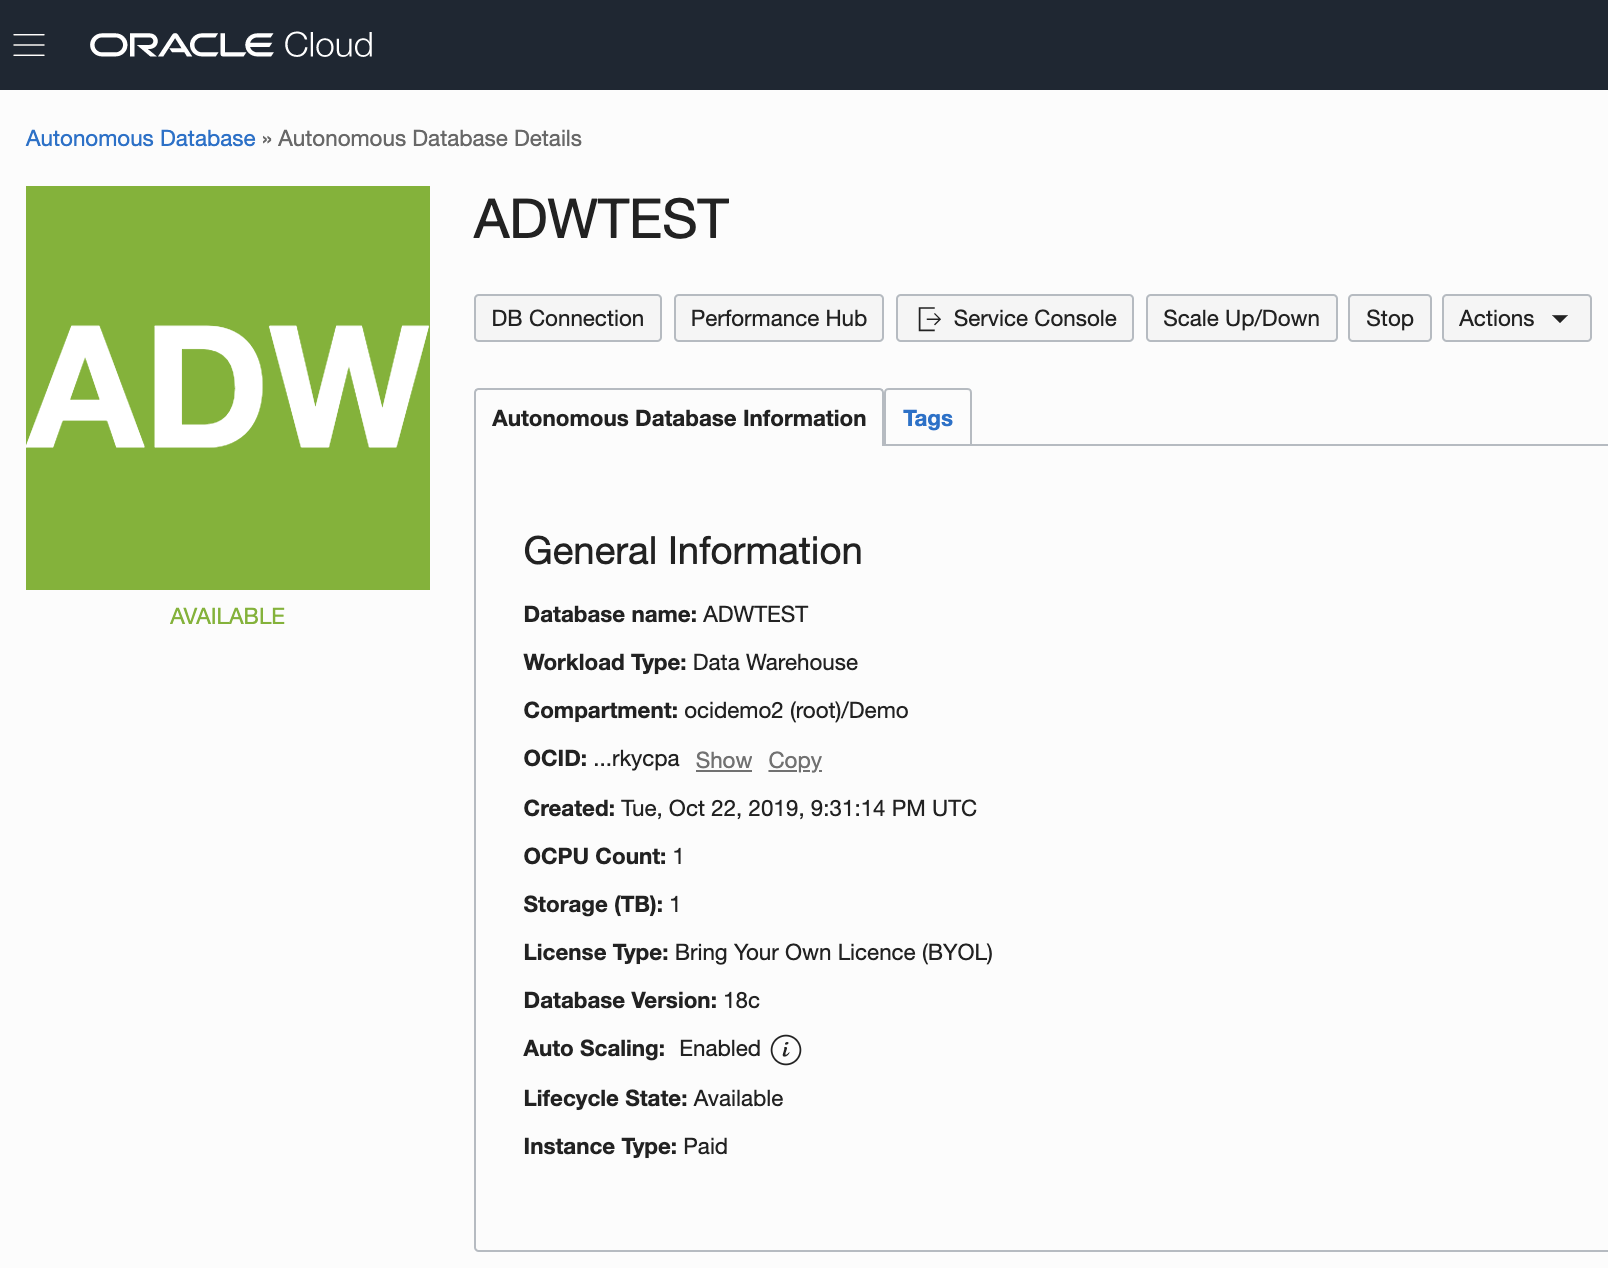 ORACLE Cloud
Autonomous Database » Autonomous Database Details
ADW
AVAILABLE
ADWTEST
DB Connection Performance Hub Service Console Scale Up/Down Stop Actions
Autonomous Database Information Tags
General Information
Database name: ADWTEST
Workload Type: Data Warehouse
Compartment: ocidemo2 (root)/Demo
OCID: ...rkycpa Show Copy
Created: Tue, Oct 22, 2019, 9:31:14 PM UTC
OCPU Count: 1
Storage (TB): 1
License Type: Bring Your Own Licence (BYOL)
Database Version: 18c
Auto Scaling: Enabled i
Lifecycle State: Available
Instance Type: Paid